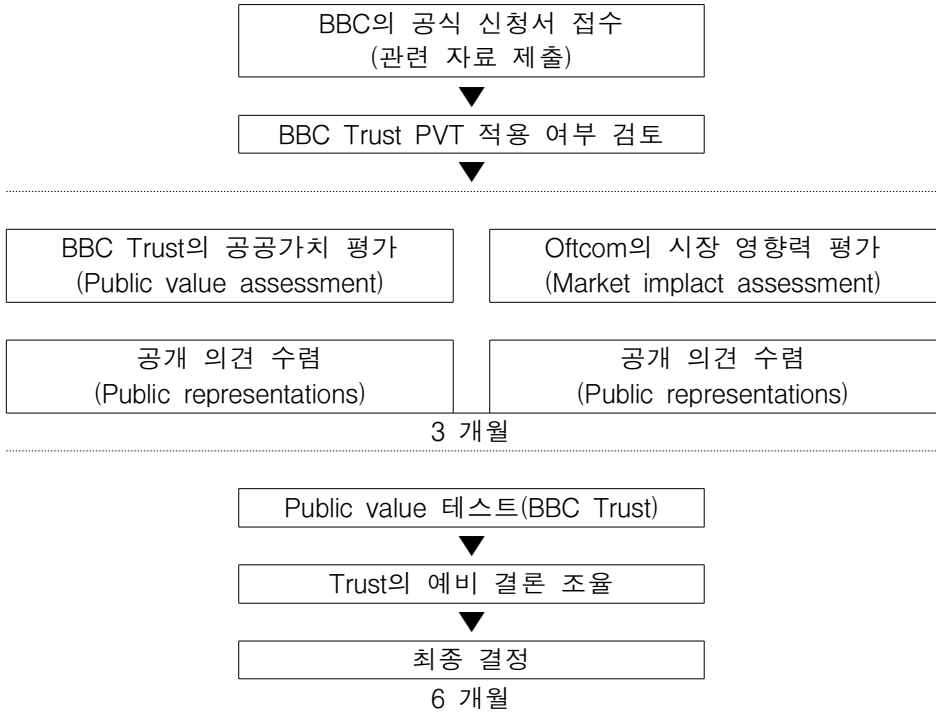 BBC의 공식 신청서 접수
(관련 자료 제출)
BBC Trust PVT 적용 여부 검토
BBC Trust의 공공가치 평가
(Public value assessment)
Oftcom의 시장 영향력 평가
(Market implact assessment)
공개 의견 수렴
(Public representations)
공개 의견 수렴
(Public representations)
3 개월
Public value 테스트(BBC Trust)
Trust의 예비 결론 조율
최종 결정
6 개월